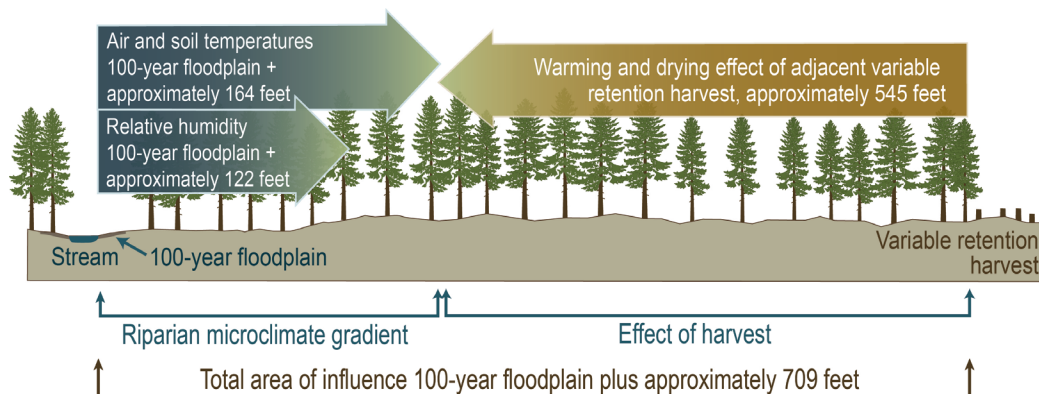 Air and soil temperatures
100-year floodplain +
approximately 164 feet
Relative humidity
100-year floodplain +
approximately 122 feet
Warming and drying effect of adjacent variable
retention harvest, approximately 545 feet
Stream
100-year floodplain
Variable retention
harvest
Riparian microclimate gradient
Effect of harvest
Total area of influence 100-year floodplain plus approximately 709 feet